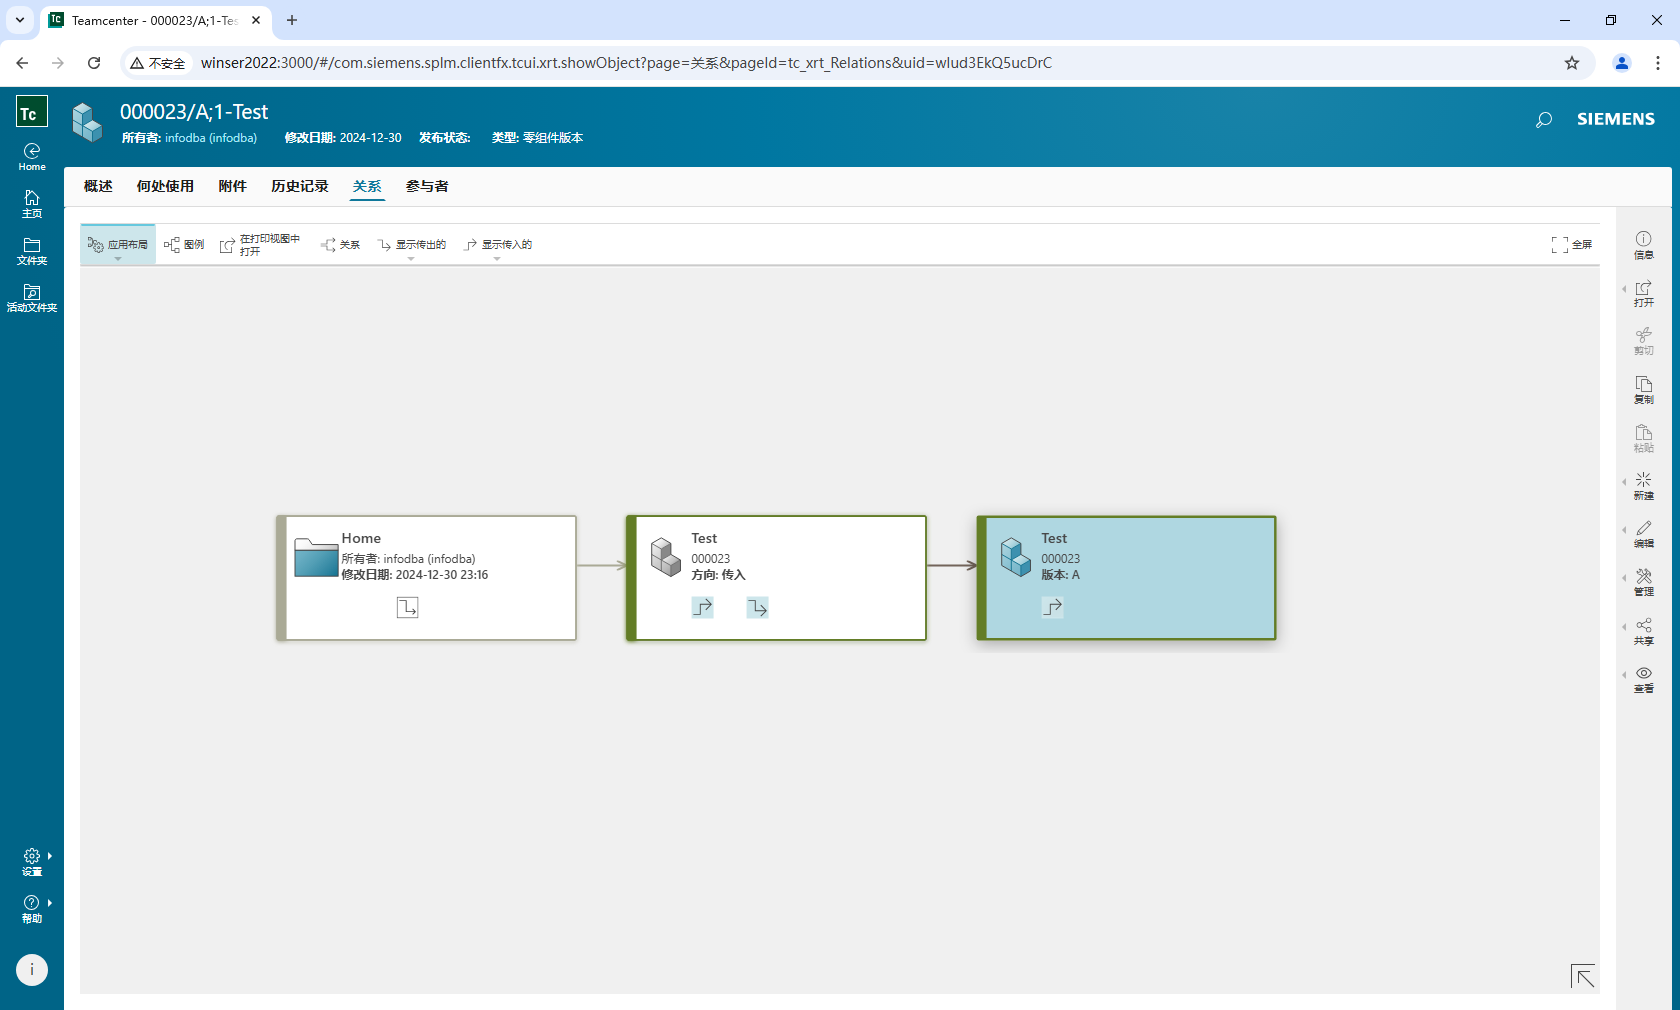 Teamcenter - 000023/A;1-Tes
不安全
winser2022:3000/#/com.siemens.splm.clientfx.tcui.xrt.showObject?page=关系&pageId=tc_xrt_Relations&uid=wlud3EkQ5ucDrC
Tc
000023/A;1-Test
所有者: infodba (infodba) 修改日期: 2024-12-30 发布状态: 类型: 零组件版本
SIEMENS
Home
主页
文件夹
活动文件夹
设置
帮助
概述 何处使用 附件 历史记录 关系 参与者
应用布局 图例 在打印视图中打开 关系 显示传出的 显示传入的 全屏
Home
所有者: infodba (infodba)
修改日期: 2024-12-30 23:16
Test
000023
方向: 传入
Test
000023
版本: A
信息
打开
剪切
复制
粘贴
新建
编辑
管理
共享
查看